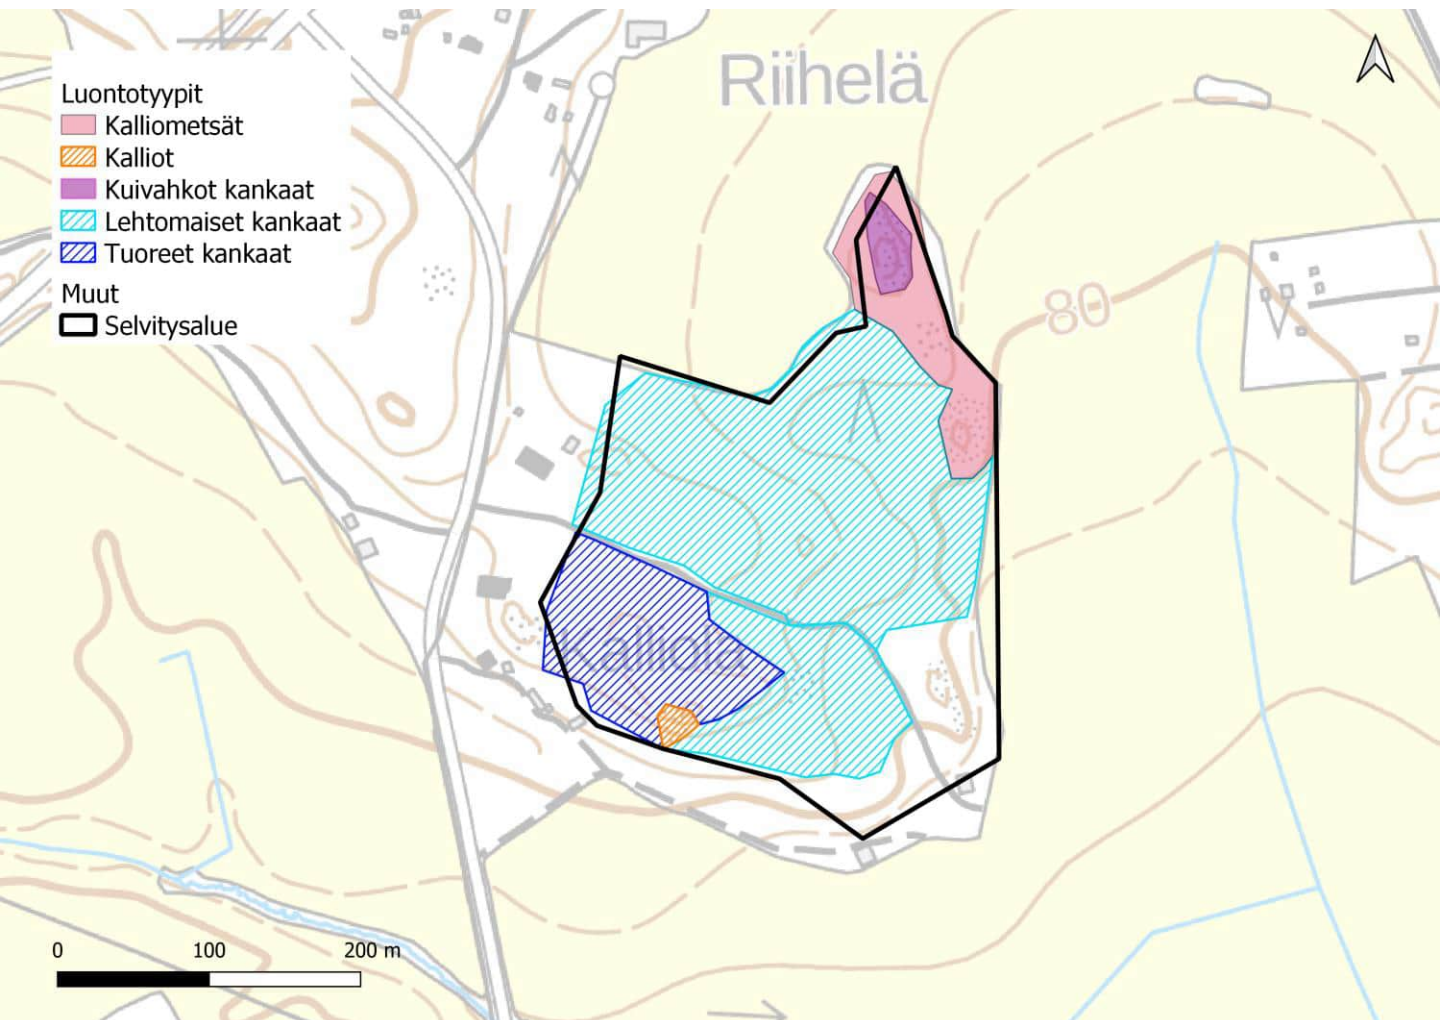 Riihelä
Luontotyypit
Kalliometsät
Kalliot
Kuivahkot kankaat
Lehtomaiset kankaat
Tuoreet kankaat
Muut
Selvitysalue
80
Kalliola
0 100 200 m